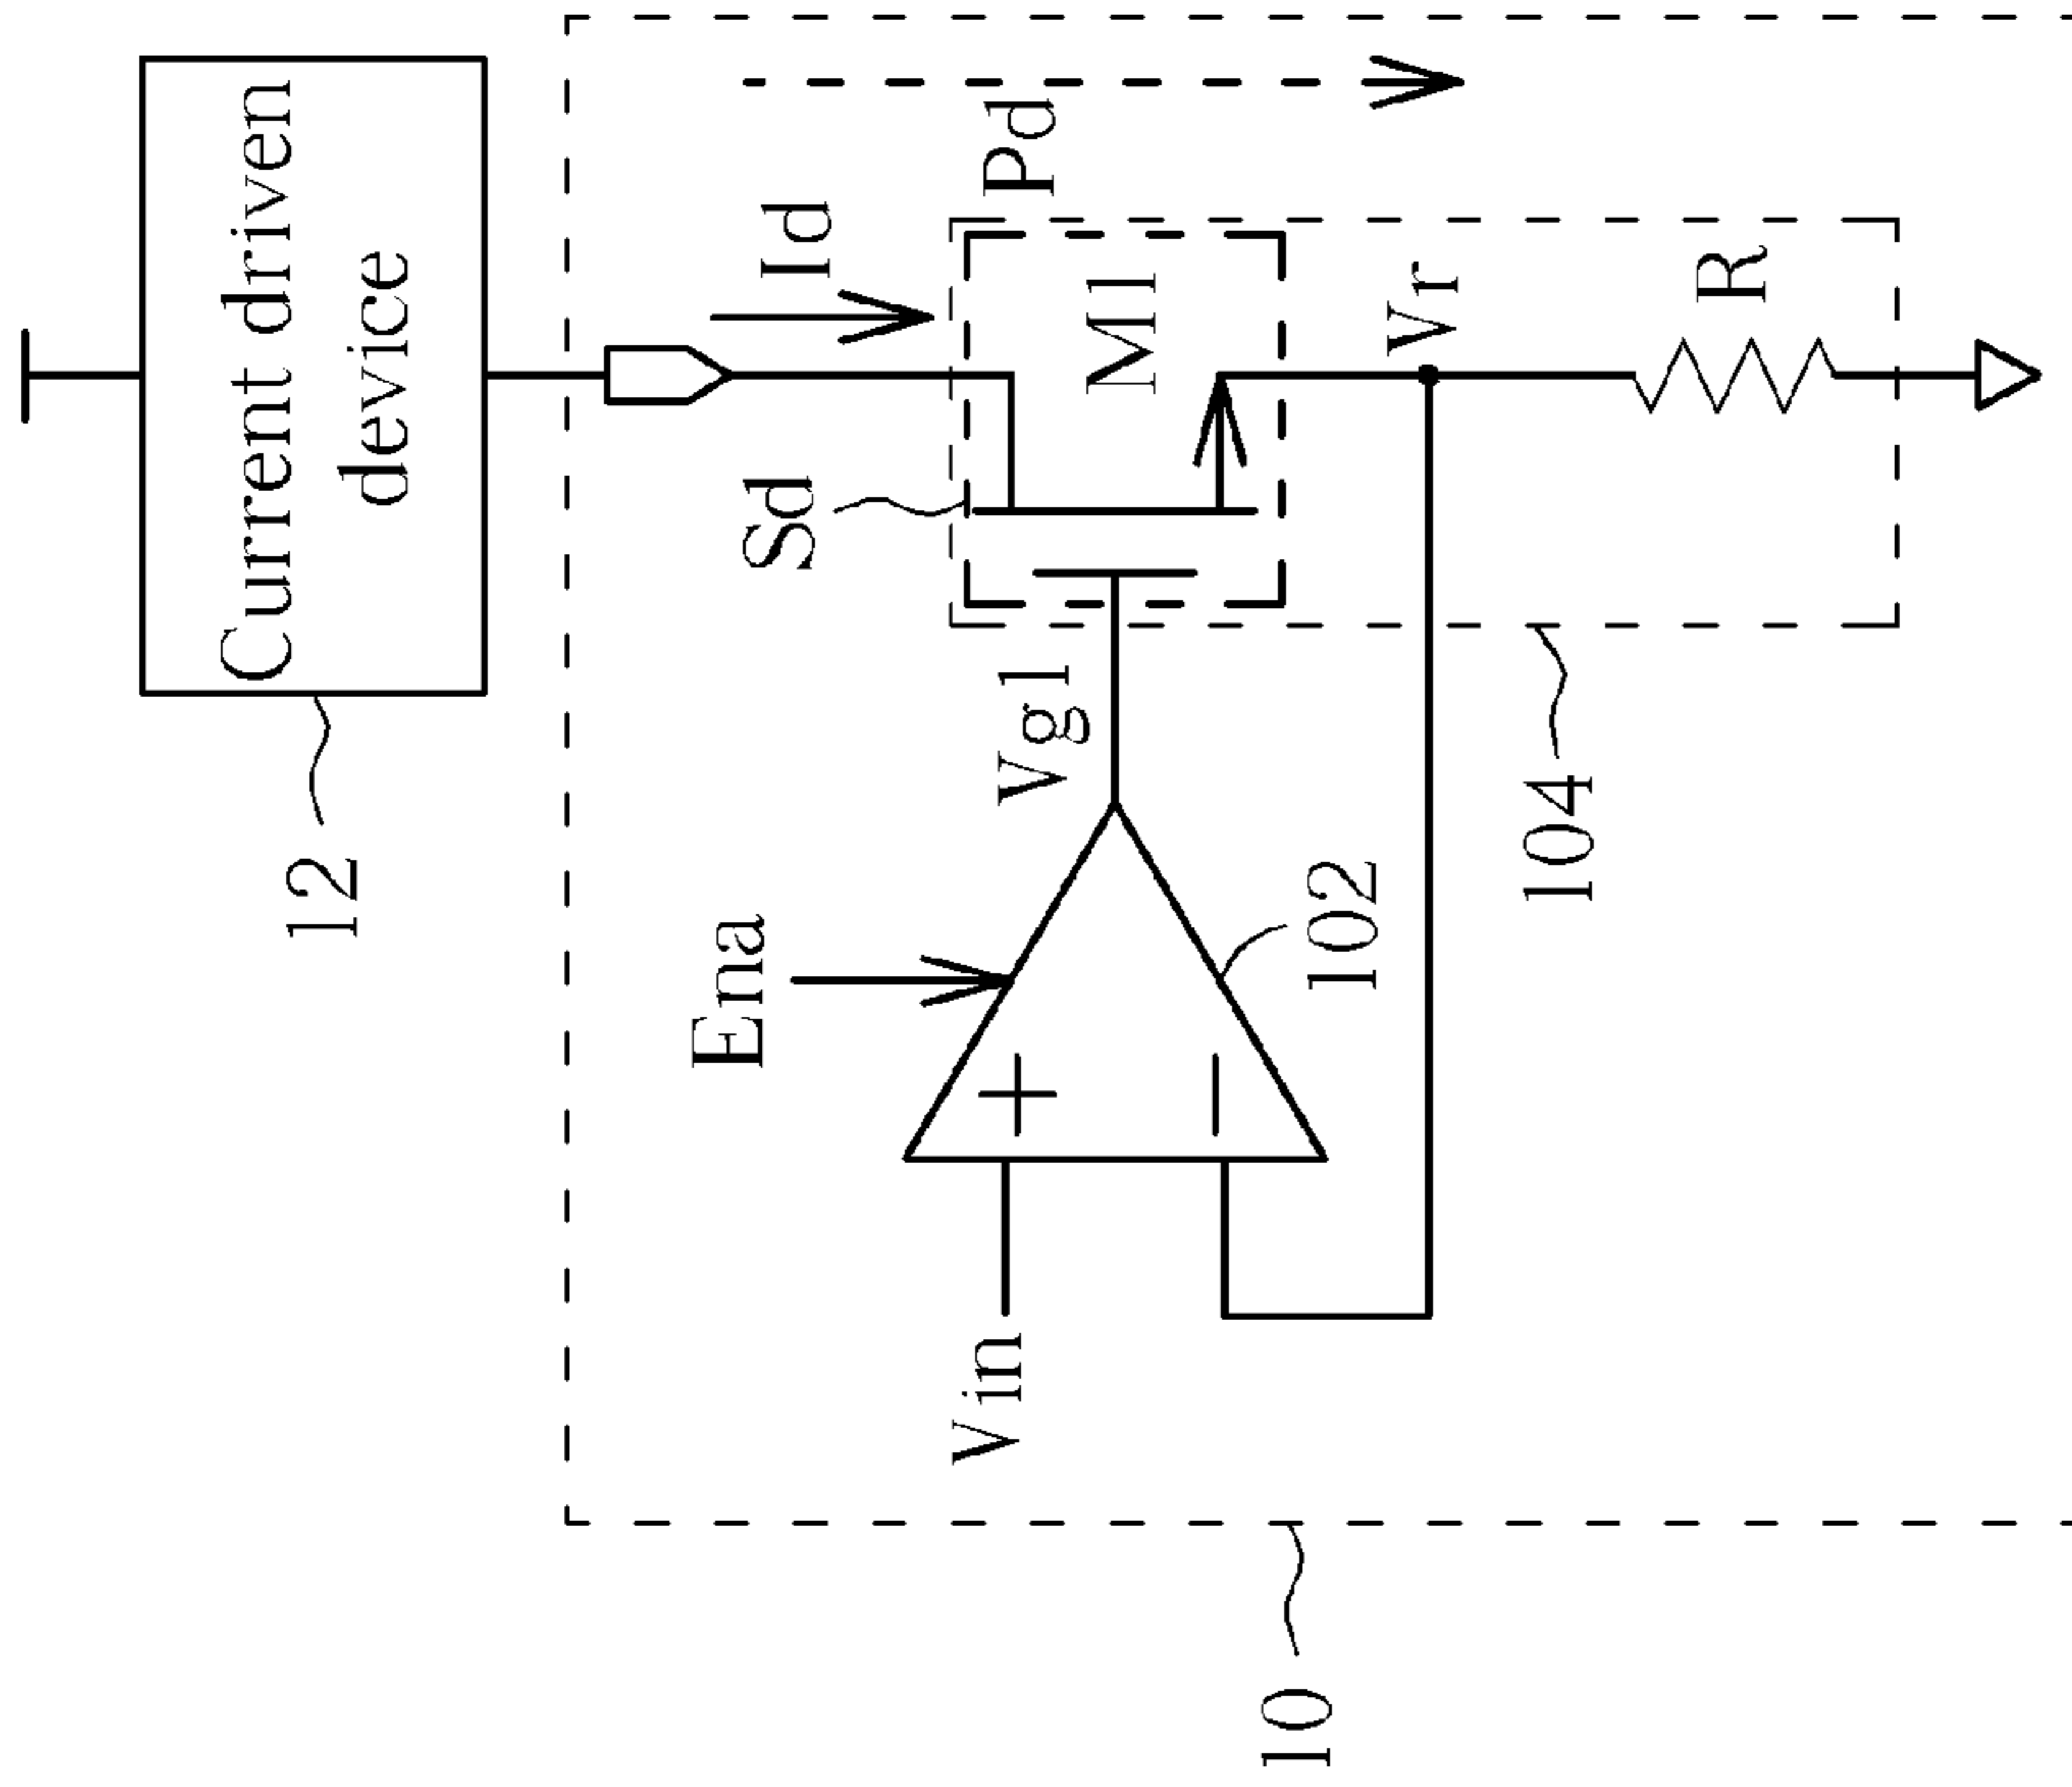 Current driven
device
12
Id
Pd
Sd
M1
Ena
Vg1
Vin
+
−
102
Vr
104
R
10